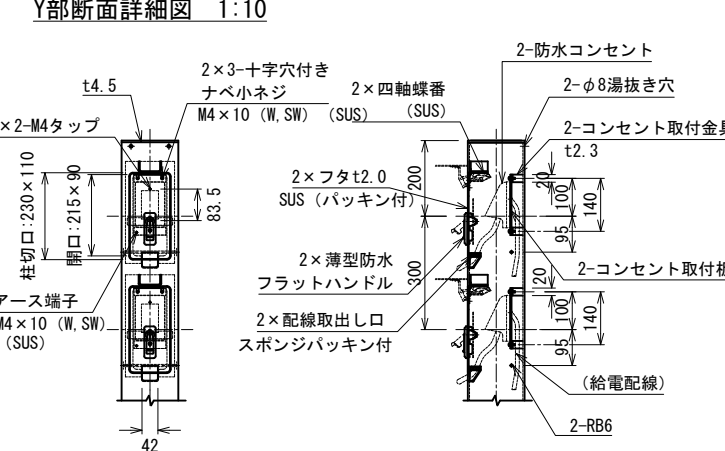 Y部断面詳細図 1:10
t4.5
2×3-十字穴付き
ナベ小ネジ
M4×10 (W,SW) (SUS)
×2-M4タップ
柱切口:230×110
開口:215×90
83.5
アース端子
M4×10 (W,SW)
(SUS)
42
2×四軸蝶番
(SUS)
2-防水コンセント
2-φ8湯抜き穴
2-コンセント取付金具
t2.3
2×フタt2.0
SUS (パッキン付)
200
300
20
100
140
95
2×薄型防水
フラットハンドル
2-コンセント取付板
2×配線取出し口
スポンジパッキン付
20
100
140
95
(給電配線)
2-RB6